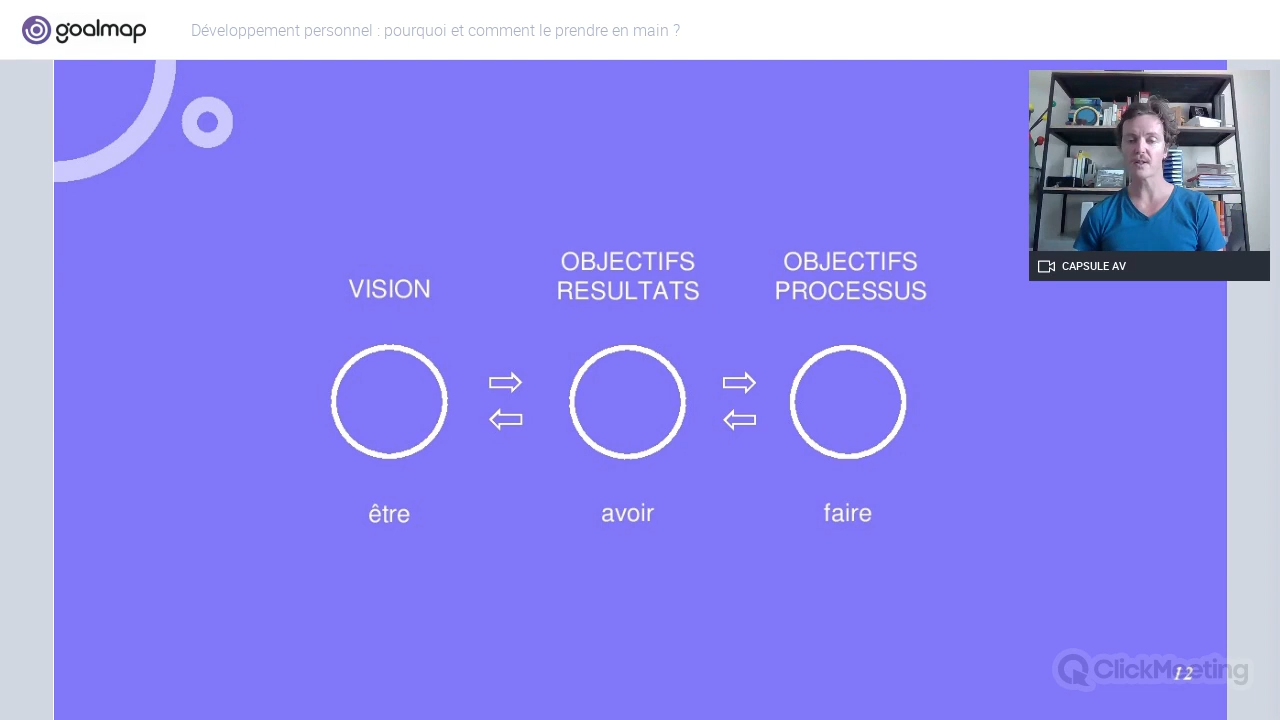 goalmap
Développement personnel : pourquoi et comment le prendre en main ?
CAPSULE AV
VISION
OBJECTIFS
RESULTATS
OBJECTIFS
PROCESSUS
être
avoir
faire
ClickMeeting
12